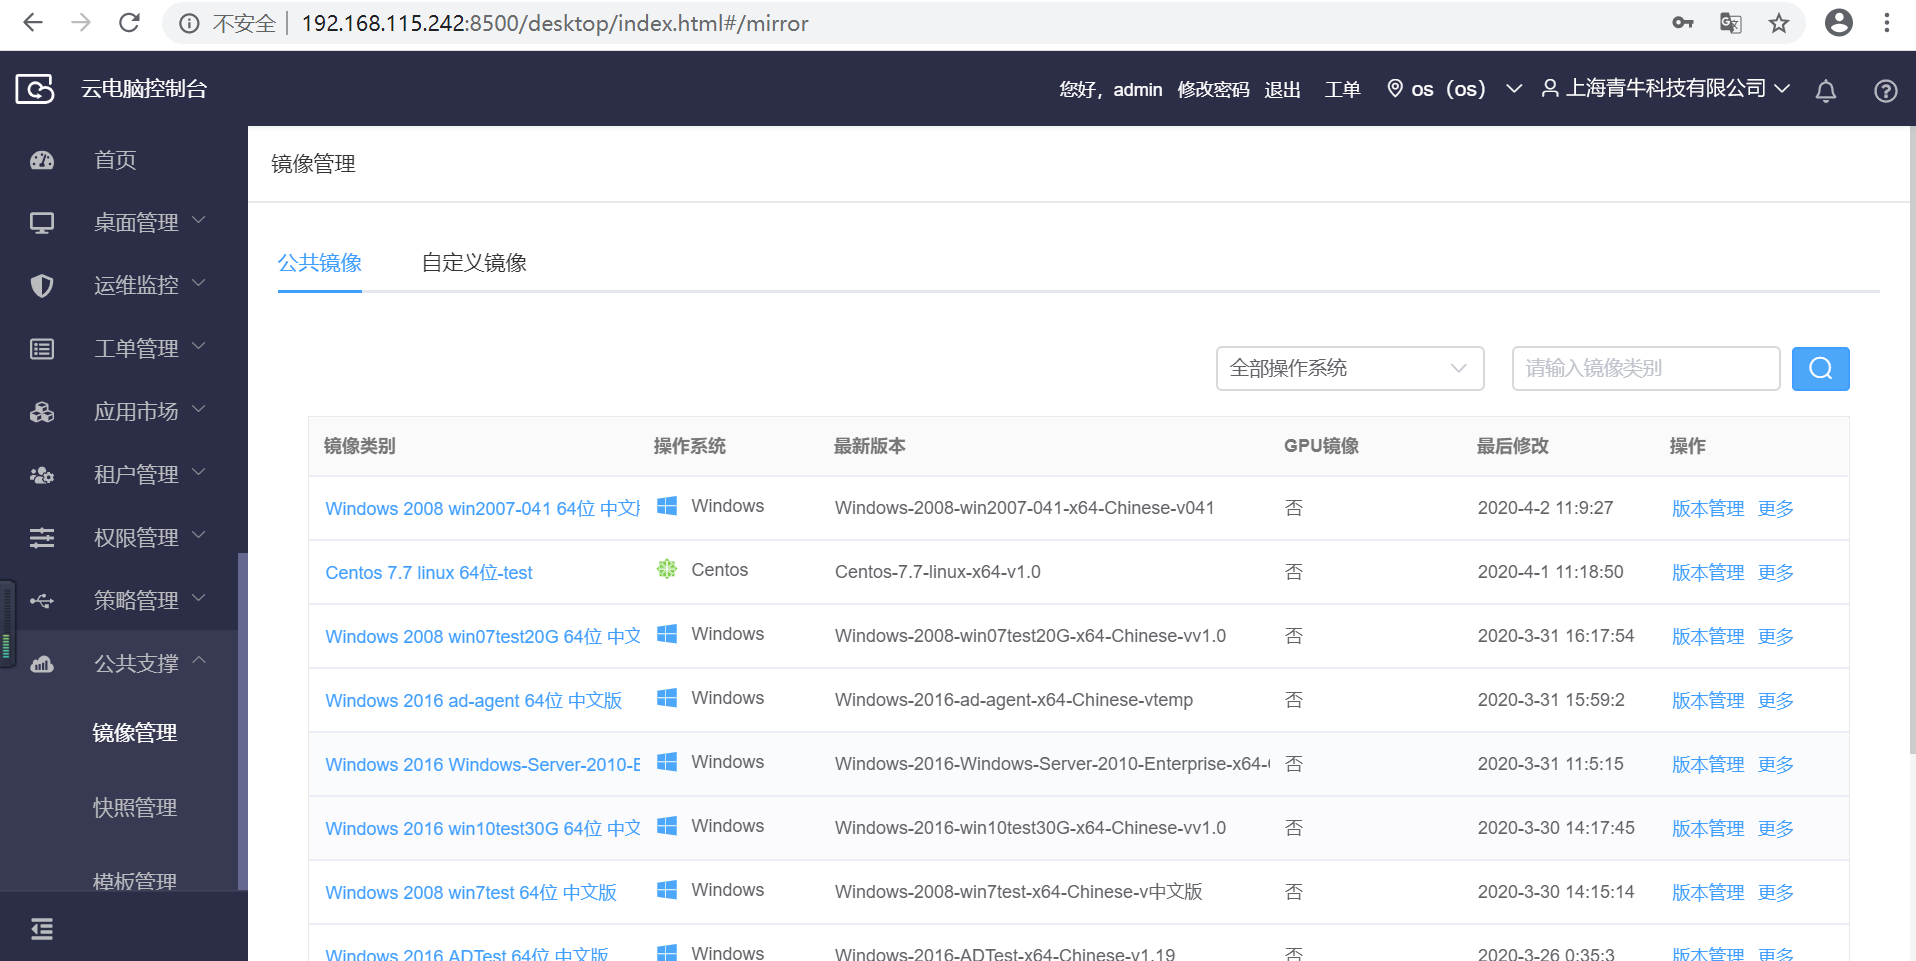 不安全 192.168.115.242:8500/desktop/index.html#/mirror
云电脑控制台
您好，admin 修改密码 退出 工单 os（os） 上海青牛科技有限公司
首页
桌面管理
运维监控
工单管理
应用市场
租户管理
权限管理
策略管理
公共支撑
镜像管理
快照管理
模板管理
镜像管理
公共镜像 自定义镜像
全部操作系统 请输入镜像类别
镜像类别 操作系统 最新版本 GPU镜像 最后修改 操作
Windows 2008 win2007-041 64位 中文 Windows Windows-2008-win2007-041-x64-Chinese-v041 否 2020-4-2 11:9:27 版本管理 更多
Centos 7.7 linux 64位-test Centos Centos-7.7-linux-x64-v1.0 否 2020-4-1 11:18:50 版本管理 更多
Windows 2008 win07test20G 64位 中文 Windows Windows-2008-win07test20G-x64-Chinese-vv1.0 否 2020-3-31 16:17:54 版本管理 更多
Windows 2016 ad-agent 64位 中文版 Windows Windows-2016-ad-agent-x64-Chinese-vtemp 否 2020-3-31 15:59:2 版本管理 更多
Windows 2016 Windows-Server-2010-E Windows Windows-2016-Windows-Server-2010-Enterprise-x64- 否 2020-3-31 11:5:15 版本管理 更多
Windows 2016 win10test30G 64位 中文 Windows Windows-2016-win10test30G-x64-Chinese-vv1.0 否 2020-3-30 14:17:45 版本管理 更多
Windows 2008 win7test 64位 中文版 Windows Windows-2008-win7test-x64-Chinese-v中文版 否 2020-3-30 14:15:14 版本管理 更多
Windows 2016 ADTest 64位 中文版 Windows Windows-2016-ADTest-x64-Chinese-v1.19 否 2020-3-26 0:35:3 版本管理 更多